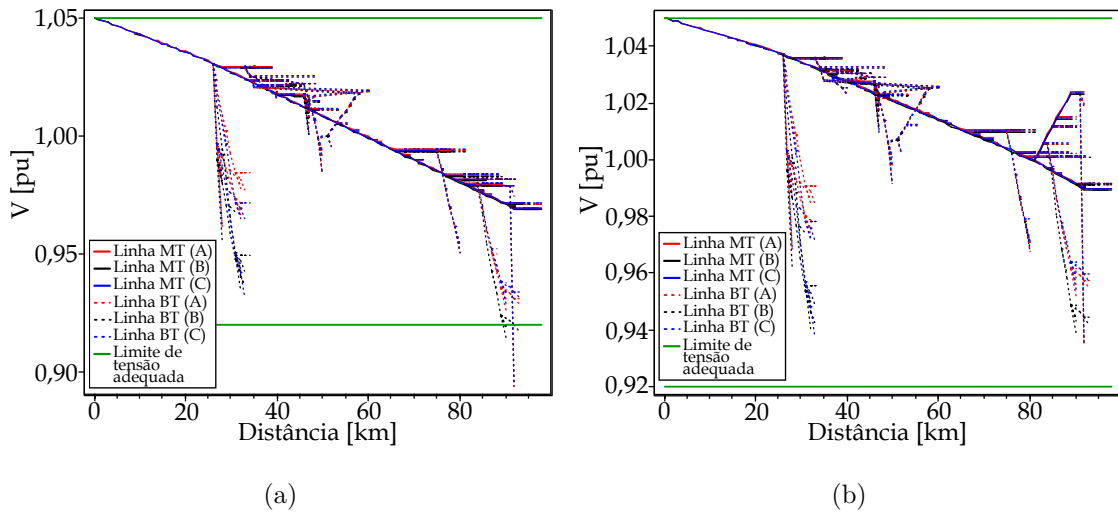 1,05
1,00
0,95
0,90
V [pu]
Linha MT (A)
Linha MT (B)
Linha MT (C)
Linha BT (A)
Linha BT (B)
Linha BT (C)
Limite de
tensão
adequada
0
20
40
60
80
Distância [km]
(a)
1,04
1,02
1,00
0,98
0,96
0,94
0,92
V [pu]
Linha MT (A)
Linha MT (B)
Linha MT (C)
Linha BT (A)
Linha BT (B)
Linha BT (C)
Limite de
tensão
adequada
0
20
40
60
80
Distância [km]
(b)